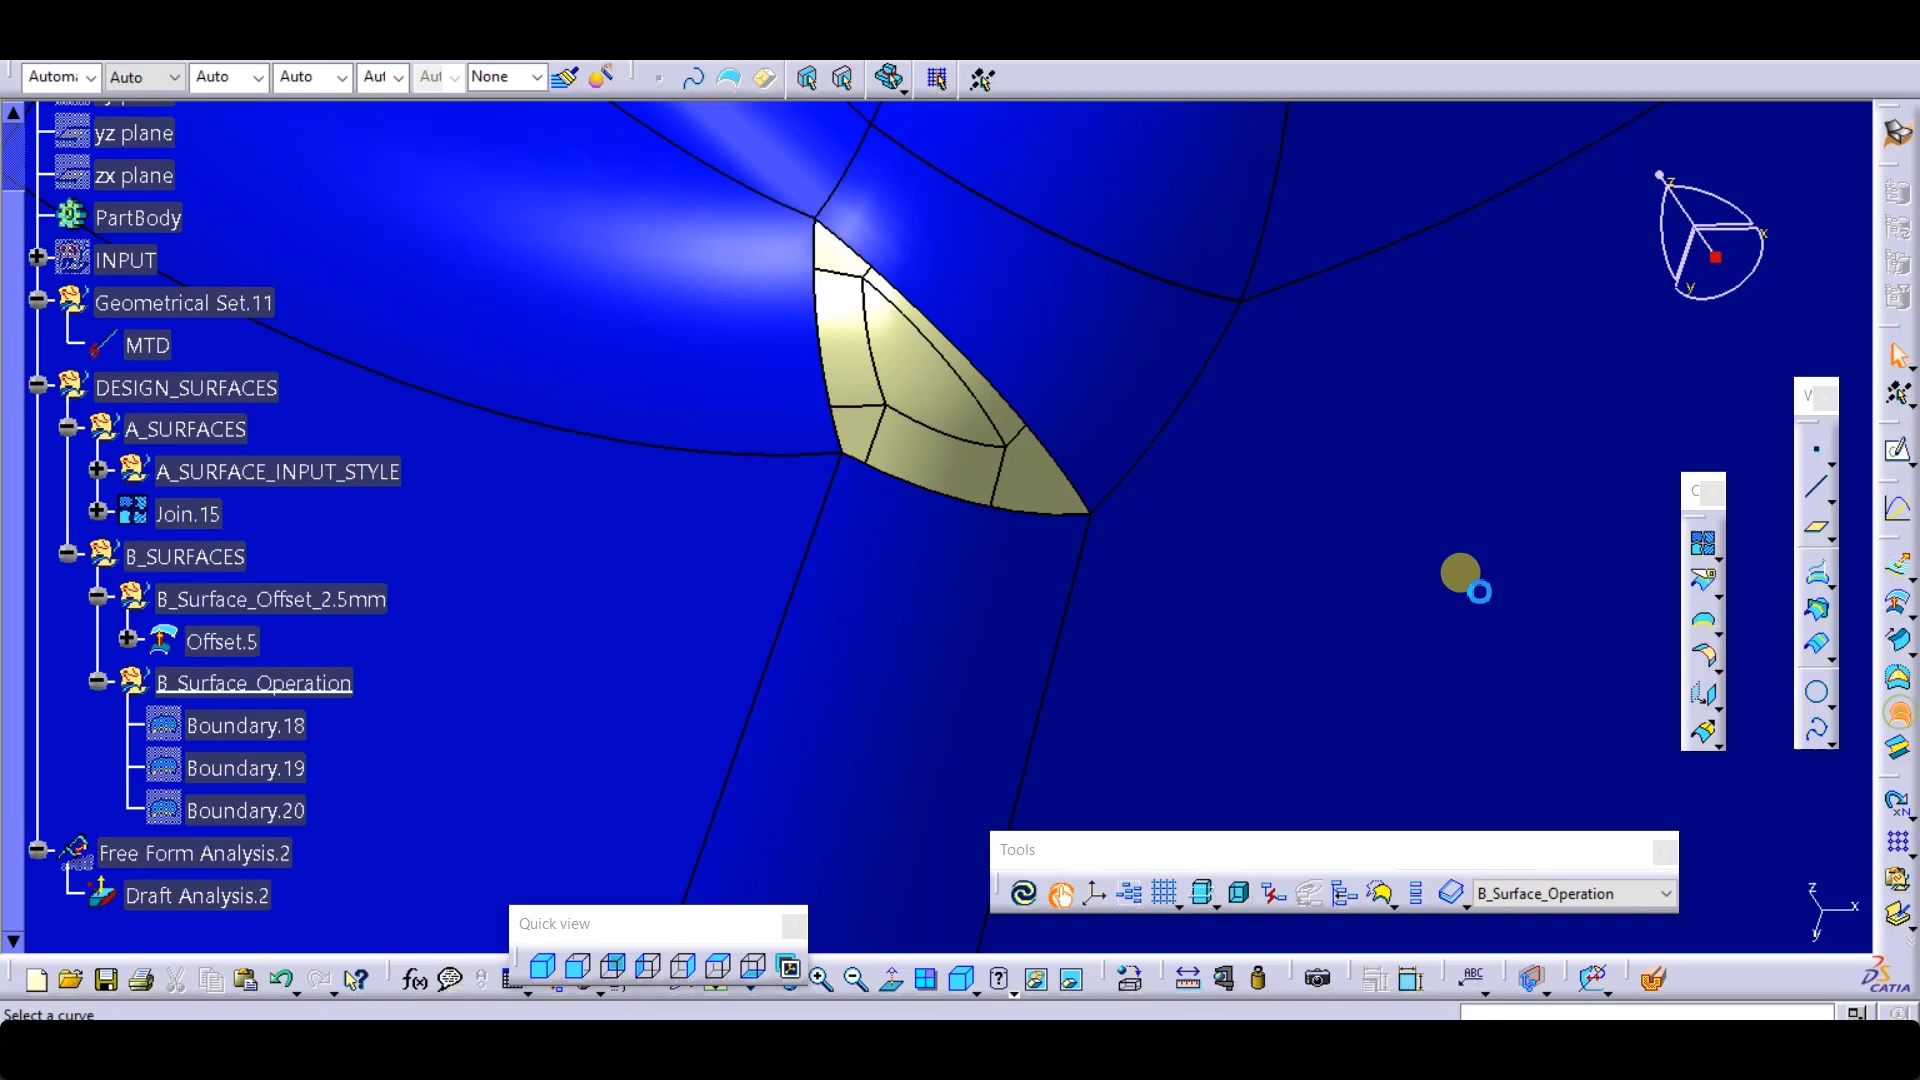 Autom: Auto Auto Auto Aut Aut None
yz plane
zx plane
PartBody
INPUT
Geometrical Set.11
MTD
DESIGN_SURFACES
A_SURFACES
A_SURFACE_INPUT_STYLE
Join.15
B_SURFACES
B_Surface_Offset_2.5mm
Offset.5
B_Surface_Operation
Boundary.18
Boundary.19
Boundary.20
Free Form Analysis.2
Draft Analysis.2
z
x
y
C
Tools
B_Surface_Operation
Quick view
z
x
y
f(x)
ABC
CATIA
Select a curve